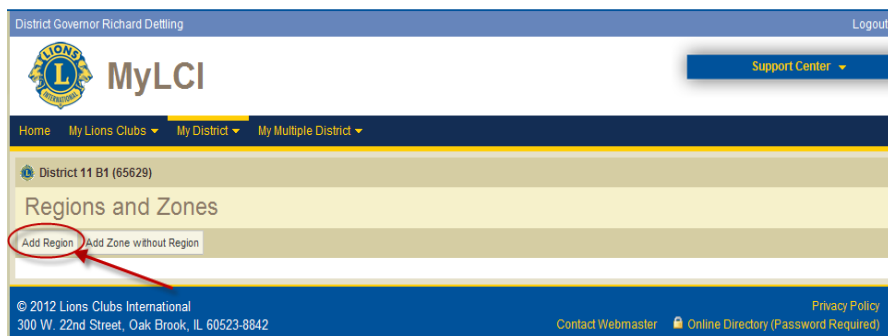 District Governor Richard Dettling Logout
LIONS
L
INTERNATIONAL
MyLCI
Support Center
Home My Lions Clubs My District My Multiple District
District 11 B1 (65629)
Regions and Zones
Add Region Add Zone without Region
© 2012 Lions Clubs International Privacy Policy
300 W. 22nd Street, Oak Brook, IL 60523-8842 Contact Webmaster Online Directory (Password Required)